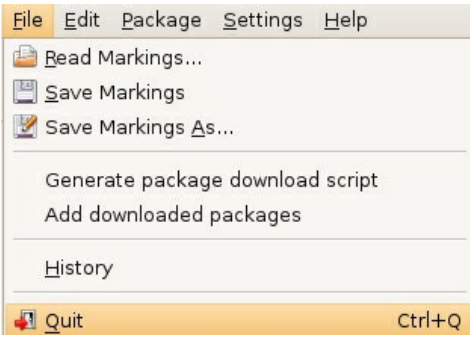 File Edit Package Settings Help
Read Markings...
Save Markings
Save Markings As...
Generate package download script
Add downloaded packages
History
Quit Ctrl+Q